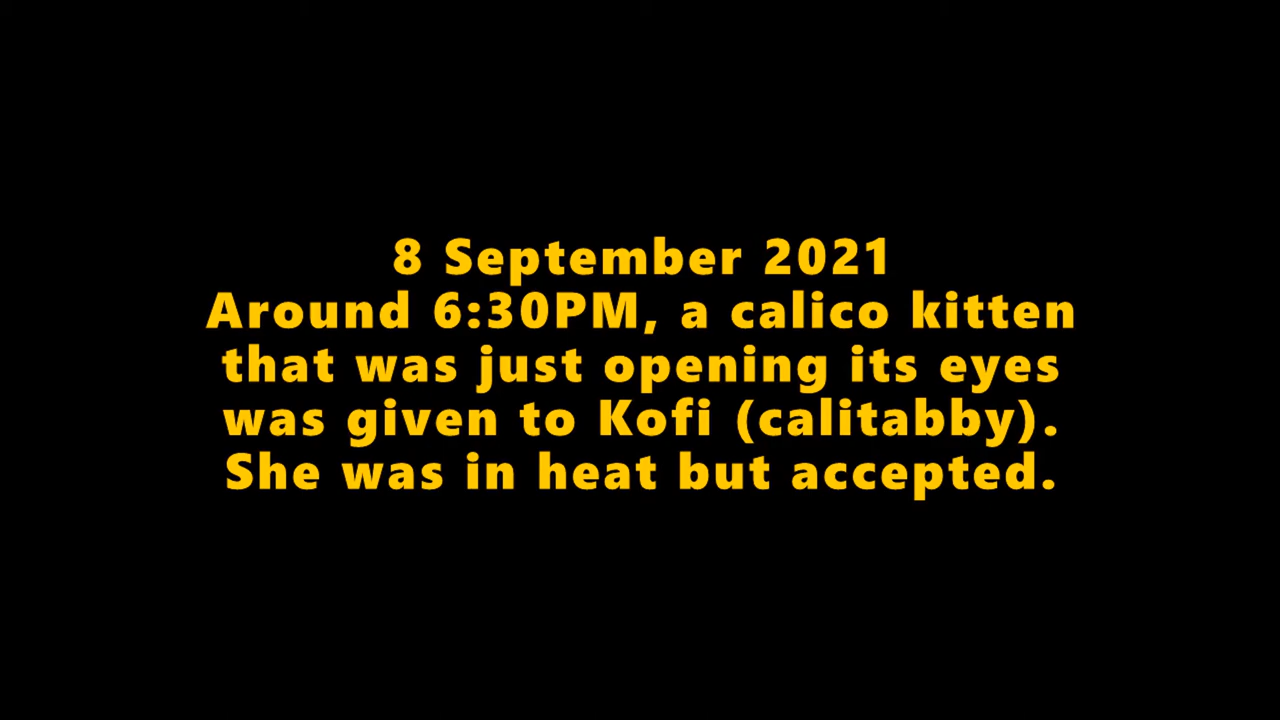 8 September 2021
Around 6:30PM, a calico kitten
that was just opening its eyes
was given to Kofi (calitabby).
She was in heat but accepted.